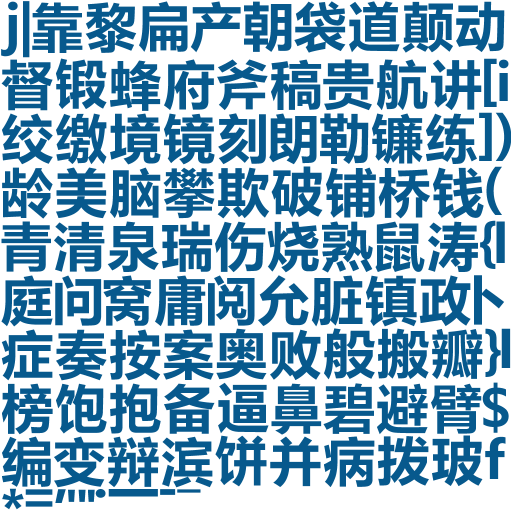 j|靠黎扁产朝袋道颠动
督锻蜂府斧稿贵航讲[i
绞缴境镜刻朗勒镰练])
龄美脑攀欺破铺桥钱(
青清泉瑞伤烧熟鼠涛{l
庭问窝庸阅允脏镇政卜
症奏按案奥败般搬瓣}I
榜饱抱备逼鼻碧避臂$
编变辩滨饼并病拨玻f
*="